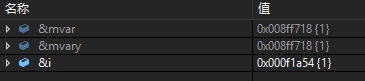 名称 值
&mvar 0x008ff718 {1}
&mvary 0x008ff718 {1}
&i 0x000f1a54 {1}